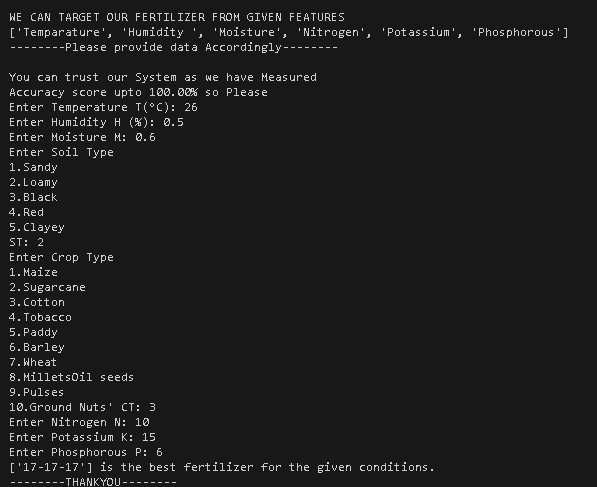 WE CAN TARGET OUR FERTILIZER FROM GIVEN FEATURES
['Temparature', 'Humidity ', 'Moisture', 'Nitrogen', 'Potassium', 'Phosphorous']
--------Please provide data Accordingly--------
You can trust our System as we have Measured
Accuracy score upto 100.00% so Please
Enter Temperature T(°C): 26
Enter Humidity H (%): 0.5
Enter Moisture M: 0.6
Enter Soil Type
1.Sandy
2.Loamy
3.Black
4.Red
5.Clayey
ST: 2
Enter Crop Type
1.Maize
2.Sugarcane
3.Cotton
4.Tobacco
5.Paddy
6.Barley
7.Wheat
8.MilletsOil seeds
9.Pulses
10.Ground Nuts' CT: 3
Enter Nitrogen N: 10
Enter Potassium K: 15
Enter Phosphorous P: 6
['17-17-17'] is the best fertilizer for the given conditions.
--------THANKYOU--------